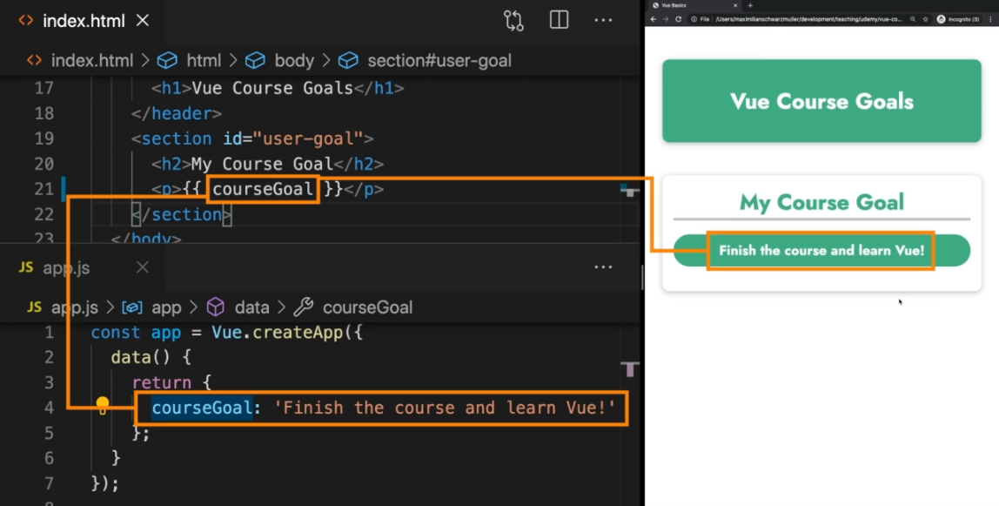 index.html
index.html > html > body > section#user-goal
17 <h1>Vue Course Goals</h1>
18 </header>
19 <section id="user-goal">
20 <h2>My Course Goal</h2>
21 <p>{{ courseGoal }}</p>
22 </section>
23 </body>
JS app.js
JS app.js > app > data > courseGoal
1 const app = Vue.createApp({
2 data() {
3 return {
4 courseGoal: 'Finish the course and learn Vue!'
5 };
6 }
7 });
8
Vue Basics
File /Users/maximilianschwarzmuller/development/teaching/udemy/vue-co... Incognito (3)
Vue Course Goals
My Course Goal
Finish the course and learn Vue!